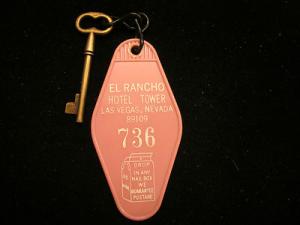 EL RANCHO
HOTEL TOWER
LAS VEGAS, NEVADA
89109
736
DROP
IN ANY
MAIL BOX
WE
GUARANTEE
POSTAGE